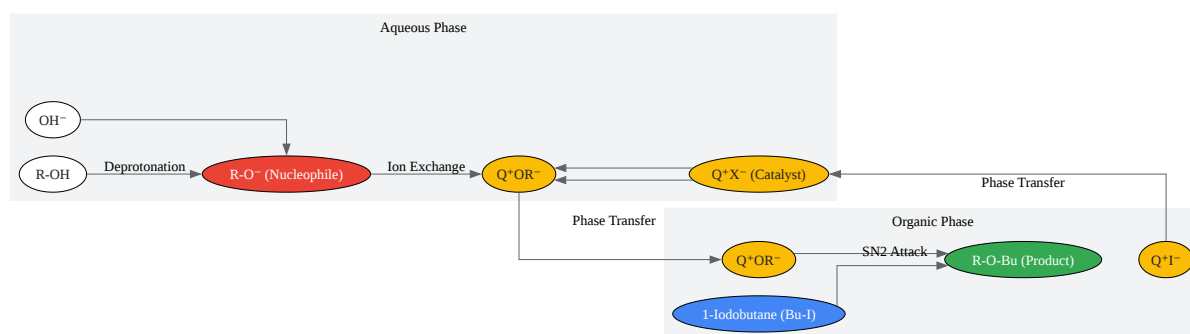 Aqueous Phase
OH⁻
R-OH
Deprotonation
R-O⁻ (Nucleophile)
Ion Exchange
Q⁺OR⁻
Q⁺X⁻ (Catalyst)
Phase Transfer
Phase Transfer
Organic Phase
Q⁺OR⁻
SN2 Attack
R-O-Bu (Product)
Q⁺I⁻
1-Iodobutane (Bu-I)